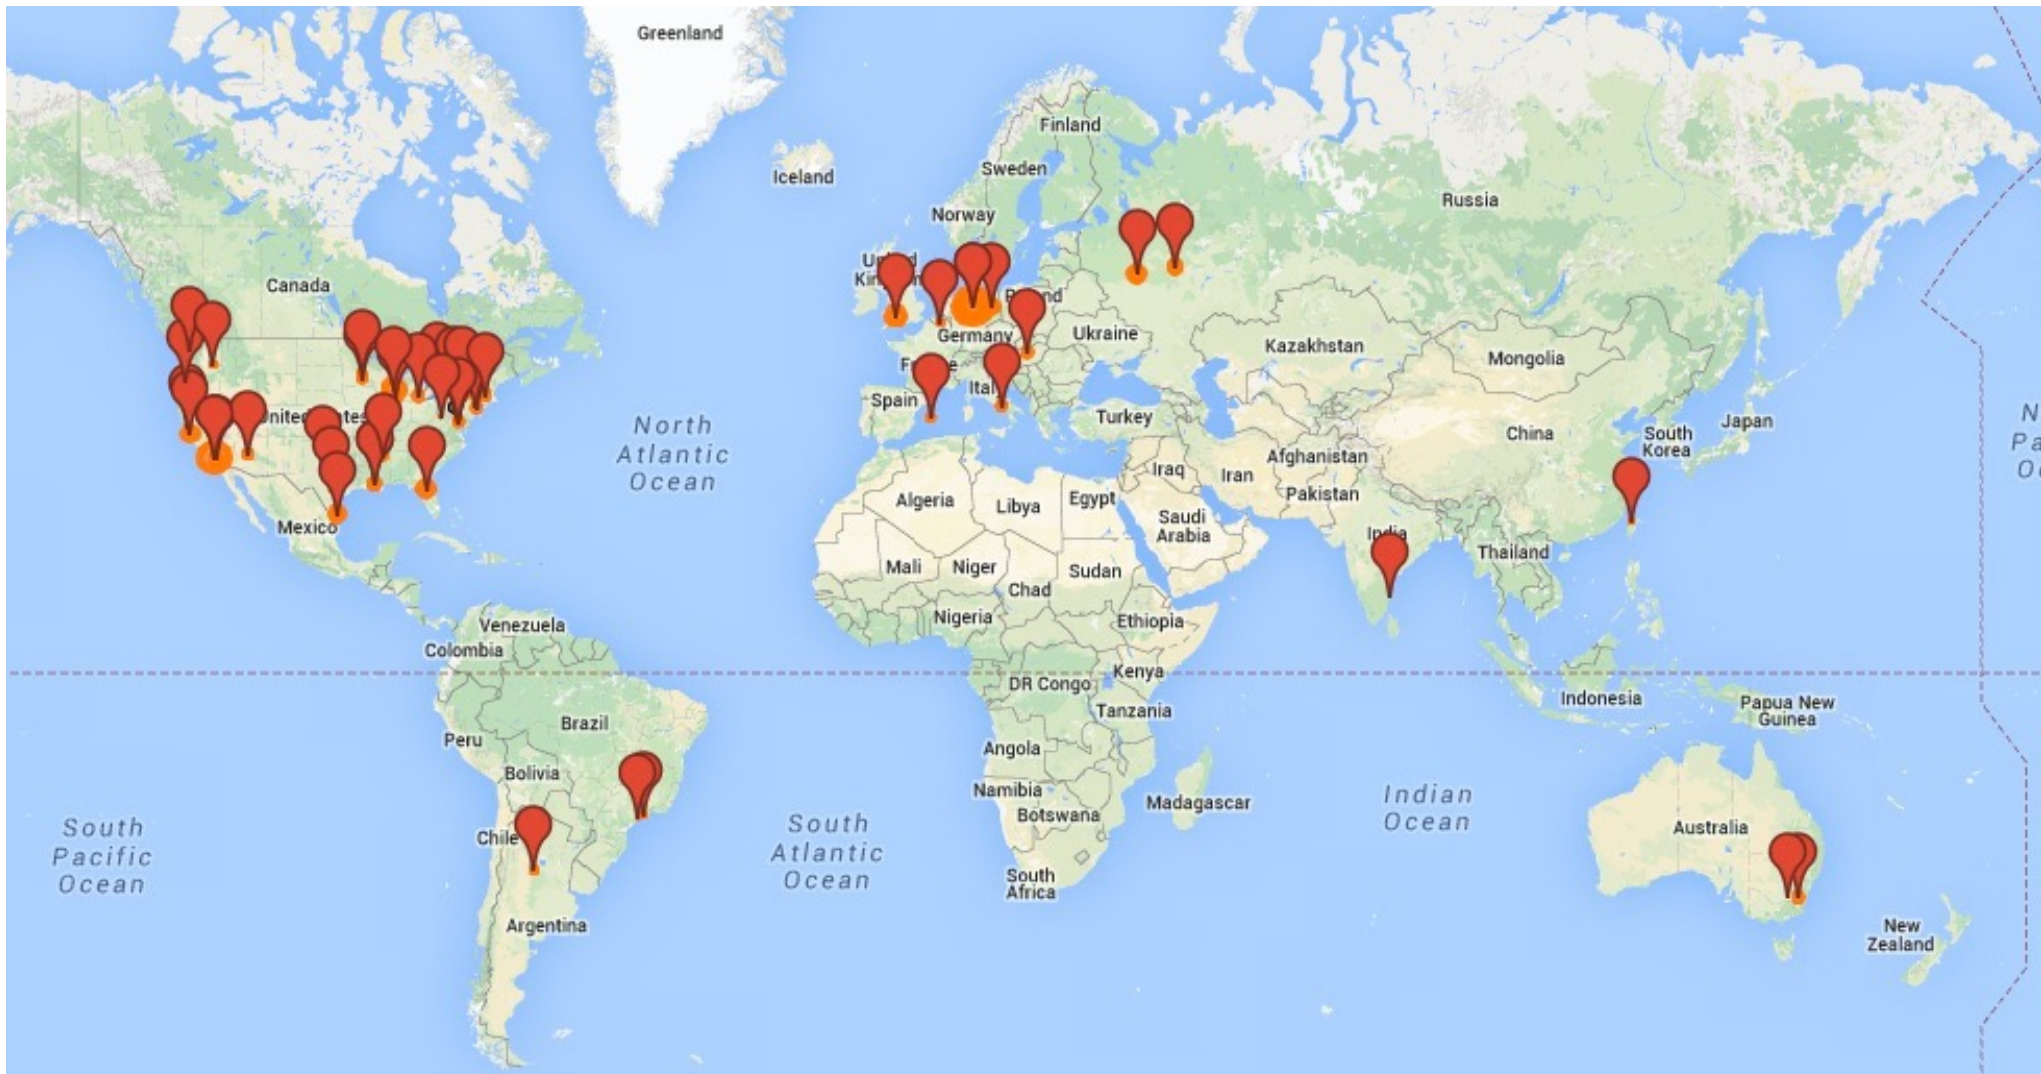 Greenland
Finland
Sweden
Iceland
Russia
Norway
Canada
Germany
Ukraine
Kazakhstan
Mongolia
Spain
Turkey
North
Atlantic
Ocean
China
South
Korea
Japan
Afghanistan
Iraq
Iran
Pakistan
Algeria
Libya
Egypt
Saudi
Arabia
Mexico
India
Thailand
Mali
Niger
Sudan
Chad
Nigeria
Ethiopia
Venezuela
Colombia
Kenya
DR Congo
Indonesia
Tanzania
Papua New
Guinea
Brazil
Peru
Angola
Bolivia
Namibia
Madagascar
Botswana
Indian
Ocean
South
Pacific
Ocean
Chile
South
Atlantic
Ocean
Australia
South
Africa
Argentina
New
Zealand